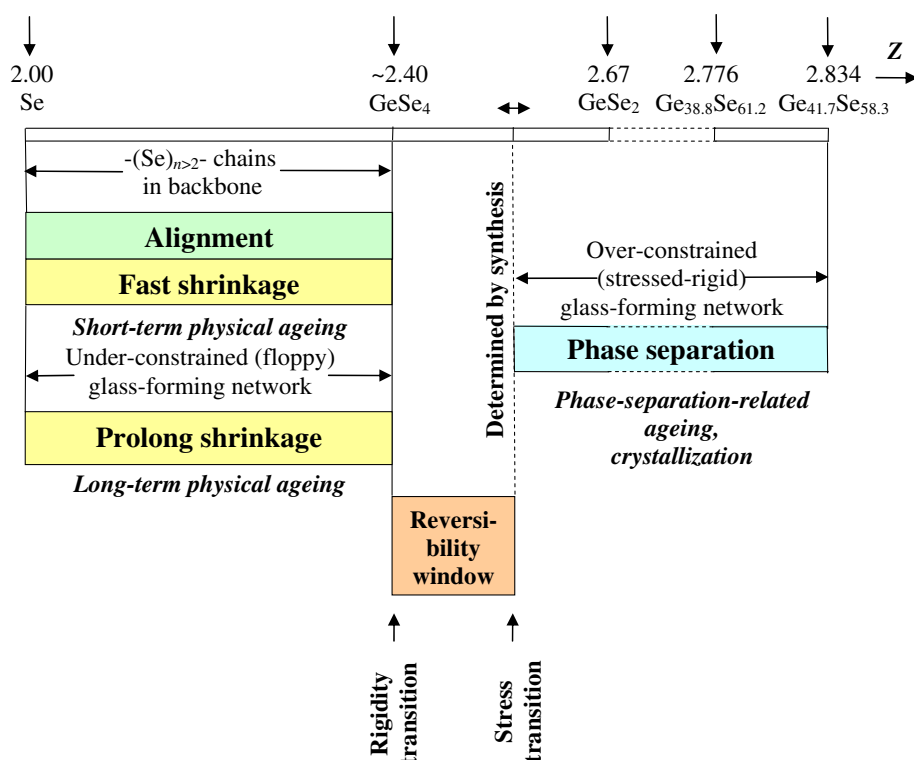 2.00 ~2.40 2.67 2.776 2.834 Z
Se GeSe₄ GeSe₂ Ge₃₈.₈Se₆₁.₂ Ge₄₁.₇Se₅₈.₃
-(Se)ₙ>₂- chains
in backbone
Alignment
Fast shrinkage
Short-term physical ageing
Under-constrained (floppy)
glass-forming network
Prolong shrinkage
Long-term physical ageing
Determined by synthesis
Over-constrained
(stressed-rigid)
glass-forming network
Phase separation
Phase-separation-related
ageing,
crystallization
Reversi-
bility
window
Rigidity
transition
Stress
transition